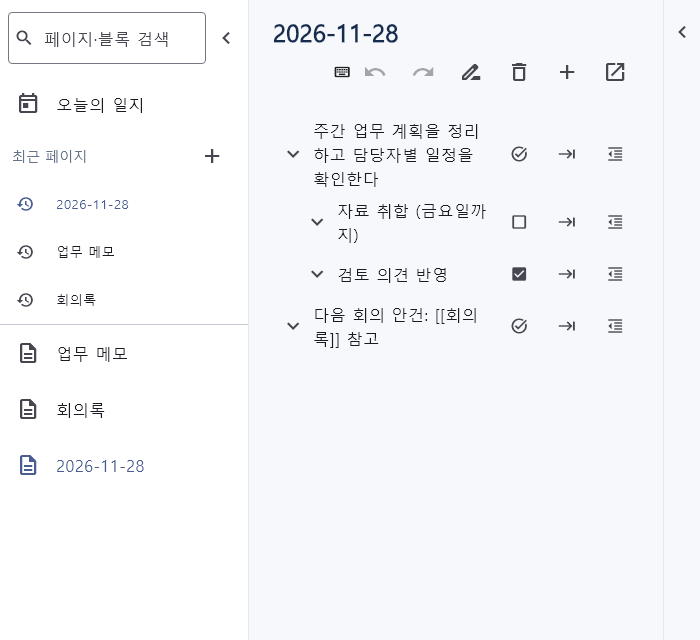 페이지·블록 검색
오늘의 일지
최근 페이지
2026-11-28
업무 메모
회의록
업무 메모
회의록
2026-11-28
2026-11-28
주간 업무 계획을 정리
하고 담당자별 일정을
확인한다
자료 취합 (금요일까
지)
검토 의견 반영
다음 회의 안건: [[회의
록]] 참고